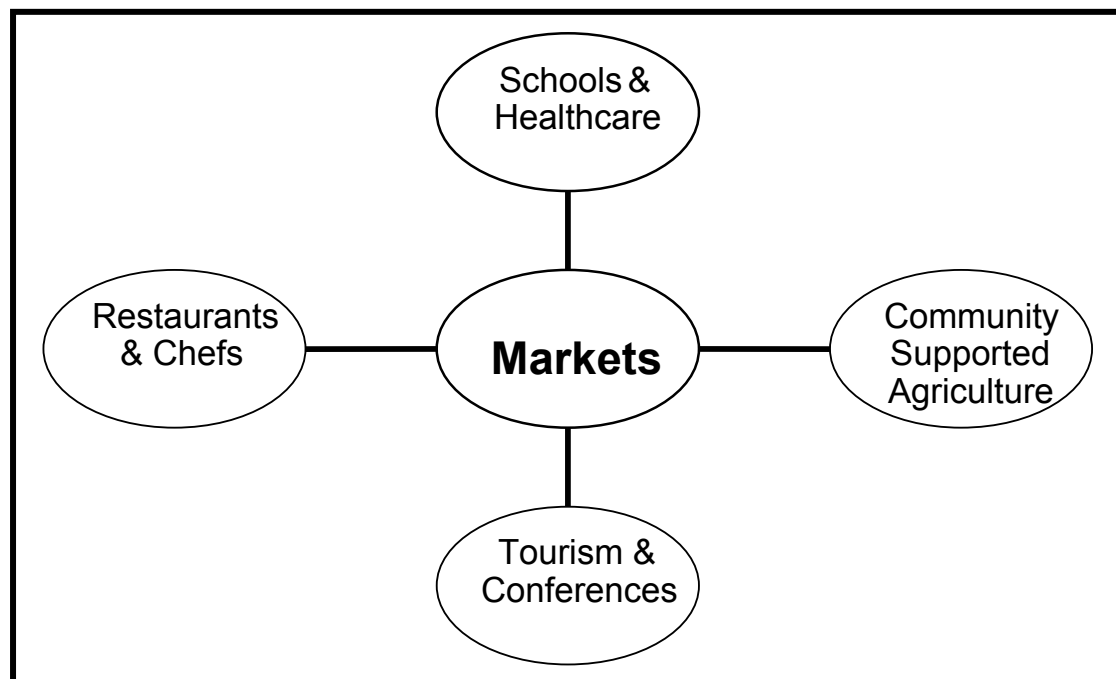 Schools &
Healthcare
Restaurants
& Chefs
Markets
Community
Supported
Agriculture
Tourism &
Conferences